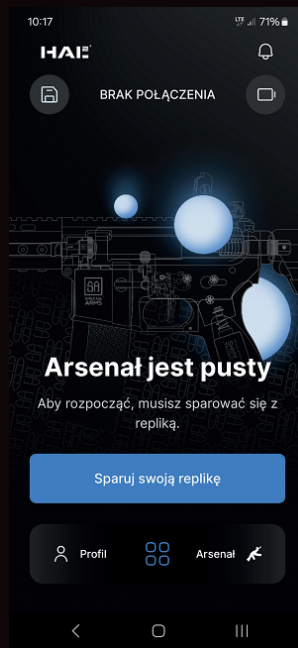 10:17
LTE
71%
HAL
BRAK POŁĄCZENIA
SPECNA
ARMS
Arsenał jest pusty
Aby rozpocząć, musisz sparować się z
repliką.
Sparuj swoją replikę
Profil
Arsenał